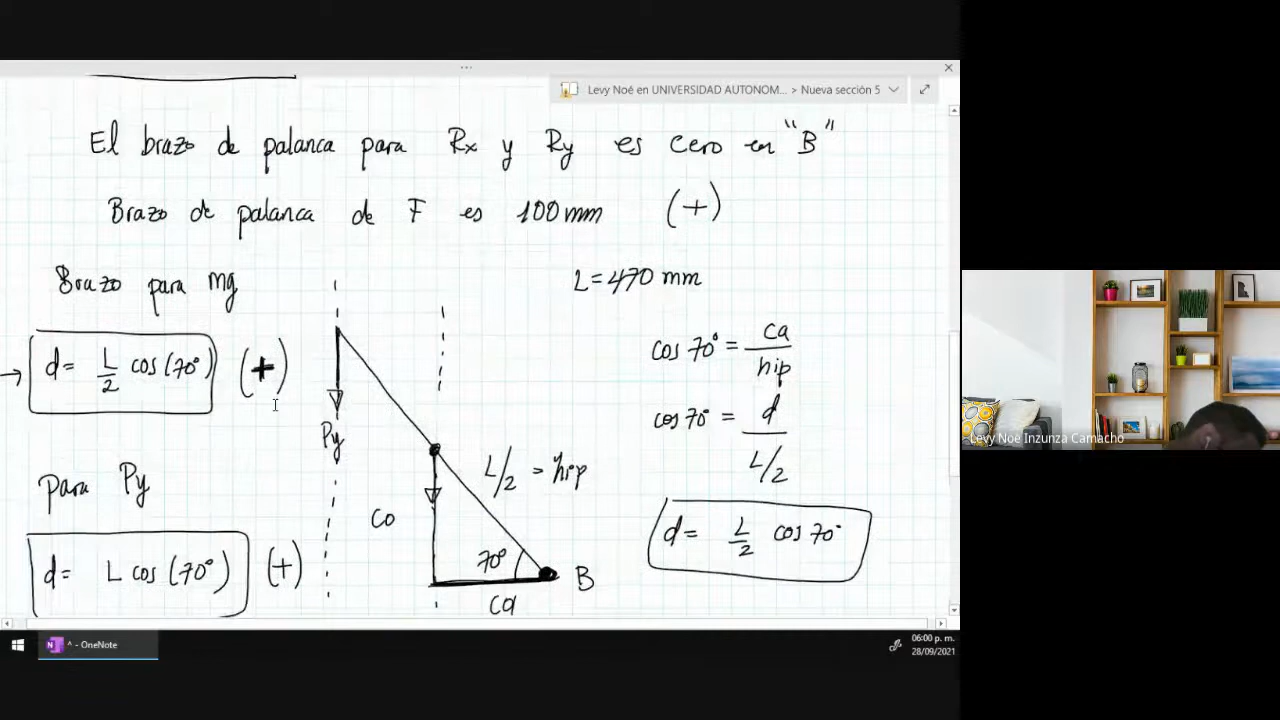 Levy Noé en UNIVERSIDAD AUTONOM... > Nueva sección 5
El brazo de palanca para Rx y Ry es cero en "B"
Brazo de palanca de F es 100 mm (+)
Brazo para mg
L = 470 mm
d = L/2 cos(70°) (+)
cos 70° = ca/hip
cos 70° = d/L/2
Py
L/2 = hip
Para Py
co
d = L/2 cos 70°
d = L cos(70°) (+)
70°
B
ca
Levy Noé Inzunza Camacho
^ - OneNote
06:00 p. m.
28/09/2021